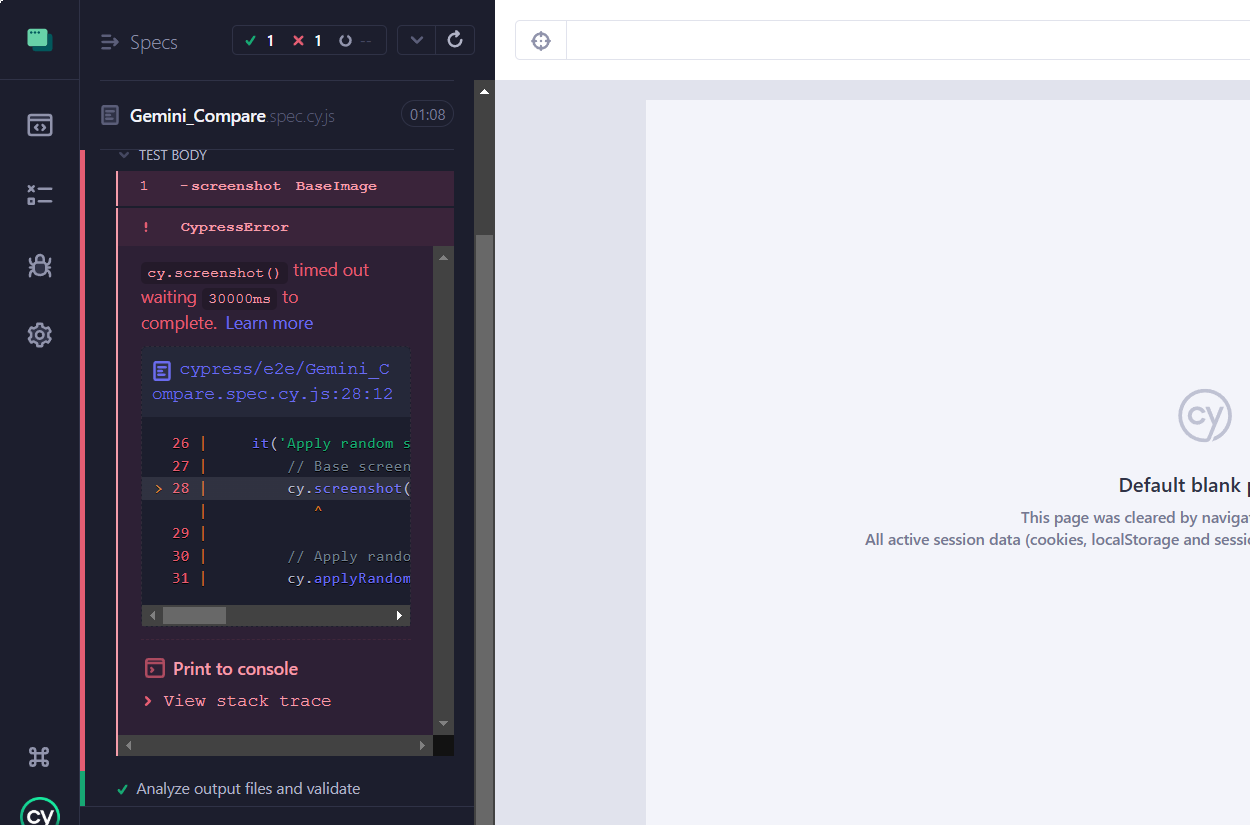 Specs
1 1 --
Gemini_Compare.spec.cy.js 01:08
TEST BODY
1 -screenshot BaseImage
! CypressError
cy.screenshot() timed out
waiting 30000ms to
complete. Learn more
cypress/e2e/Gemini_C
ompare.spec.cy.js:28:12
26 | it('Apply random s
27 | // Base screen
> 28 | cy.screenshot(
| ^
29 |
30 | // Apply rando
31 | cy.applyRandom
Print to console
View stack trace
Analyze output files and validate
cy
cy
Default blank p
This page was cleared by naviga
All active session data (cookies, localStorage and sessi